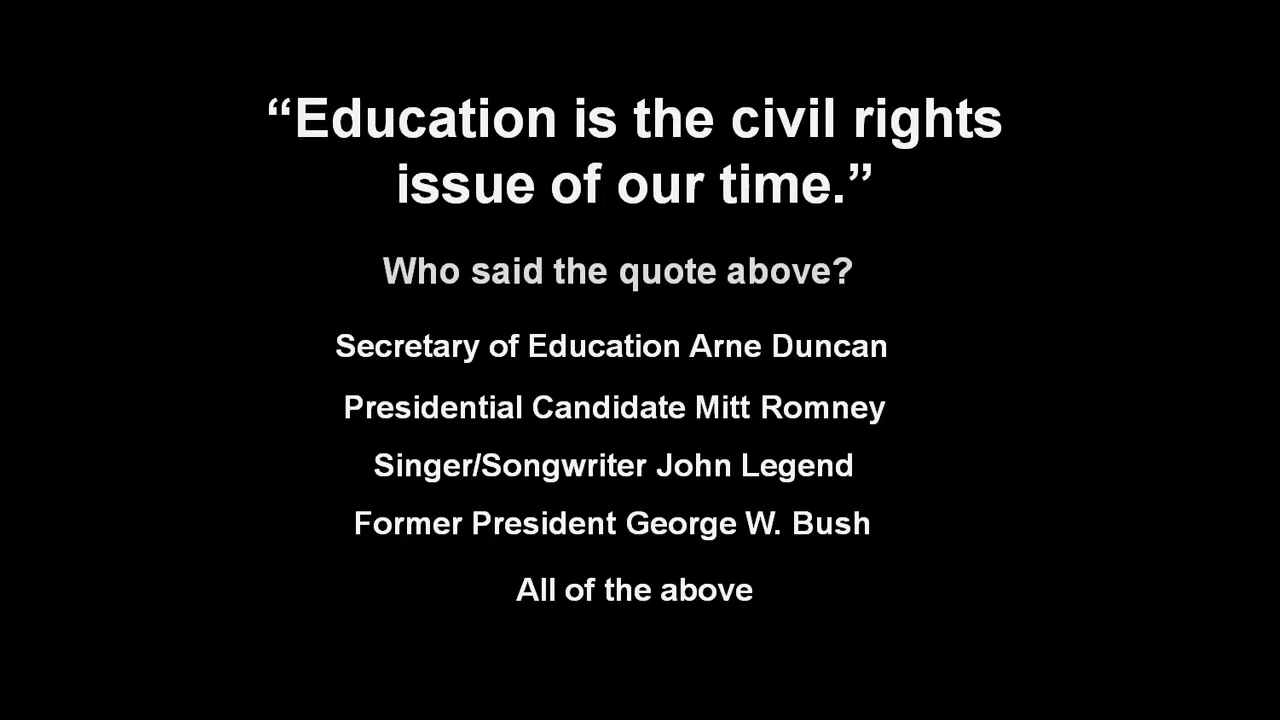 “Education is the civil rights
issue of our time.”
Who said the quote above?
Secretary of Education Arne Duncan
Presidential Candidate Mitt Romney
Singer/Songwriter John Legend
Former President George W. Bush
All of the above